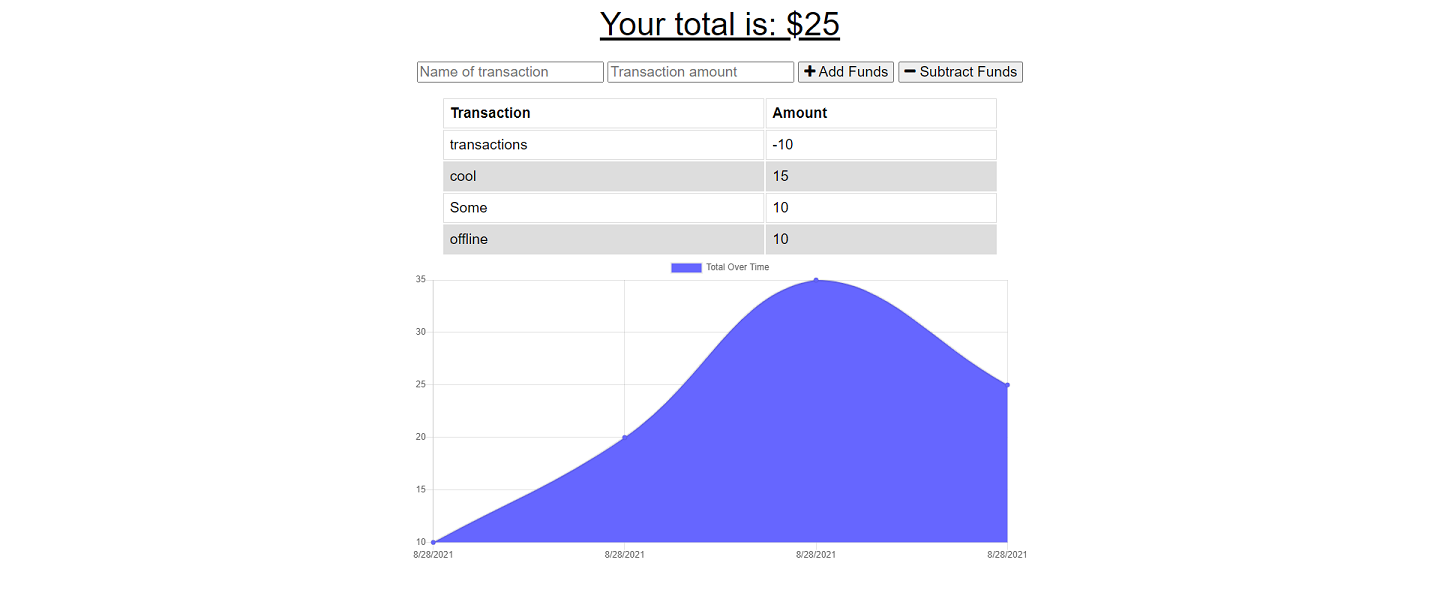 Your total is: $25
Name of transaction Transaction amount Add Funds Subtract Funds
Transaction Amount
transactions -10
cool 15
Some 10
offline 10
Total Over Time
35
30
25
20
15
10
8/28/2021 8/28/2021 8/28/2021 8/28/2021